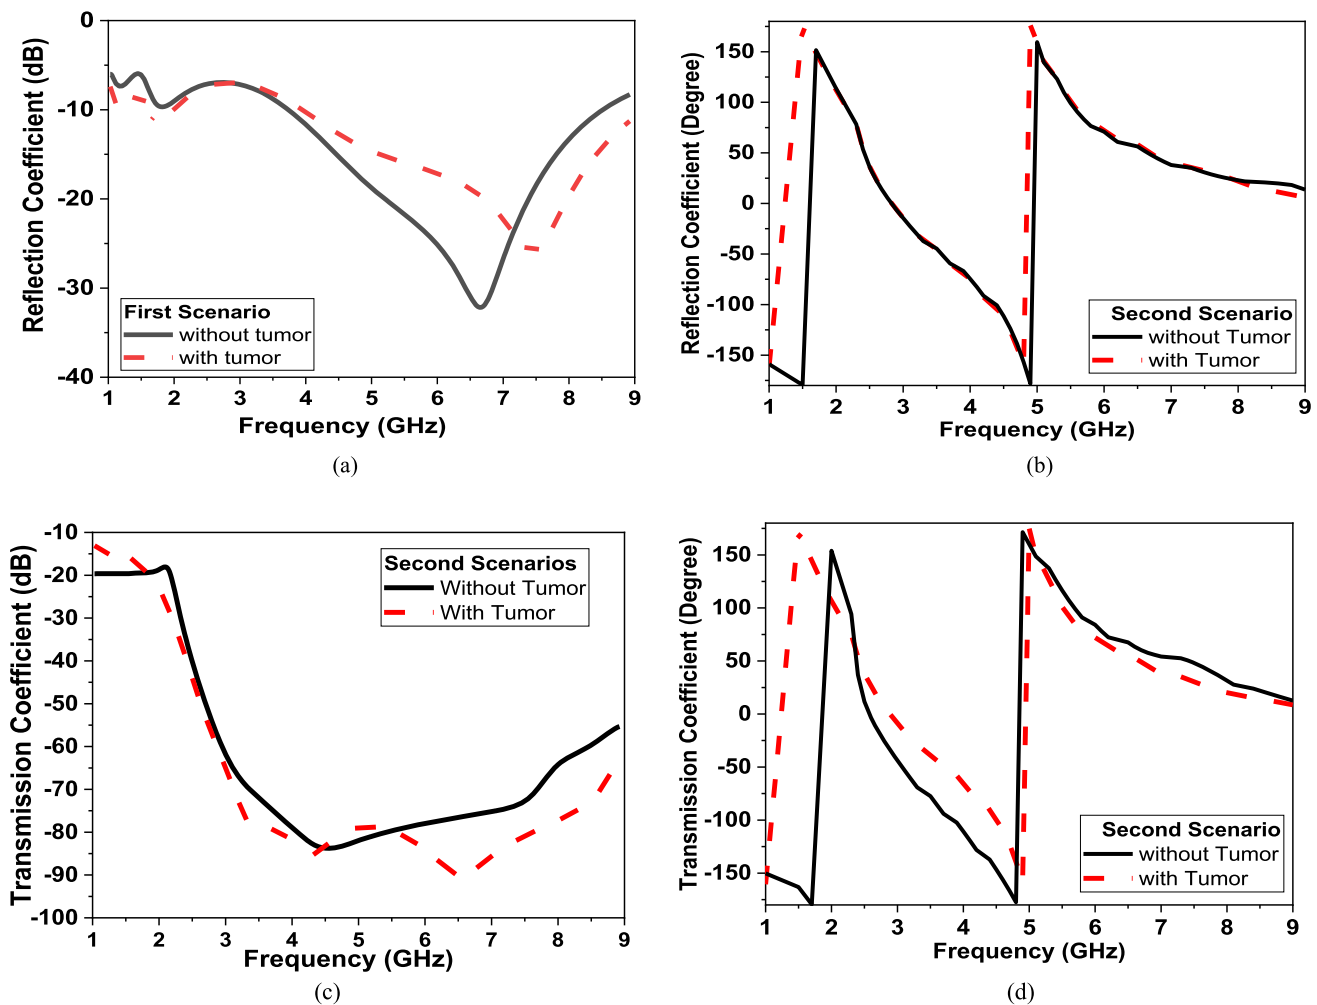 0
-10
-20
-30
-40
Reflection Coefficient (dB)
First Scenario
without tumor
with tumor
1 2 3 4 5 6 7 8 9
Frequency (GHz)
(a)
150
100
50
0
-50
-100
-150
Reflection Coefficient (Degree)
Second Scenario
without Tumor
with Tumor
1 2 3 4 5 6 7 8 9
Frequency (GHz)
(b)
-10
-20
-30
-40
-50
-60
-70
-80
-90
-100
Transmission Coefficient (dB)
Second Scenarios
Without Tumor
With Tumor
1 2 3 4 5 6 7 8 9
Frequency (GHz)
(c)
150
100
50
0
-50
-100
-150
Transmission Coefficient (Degree)
Second Scenario
without Tumor
with Tumor
1 2 3 4 5 6 7 8 9
Frequency (GHz)
(d)